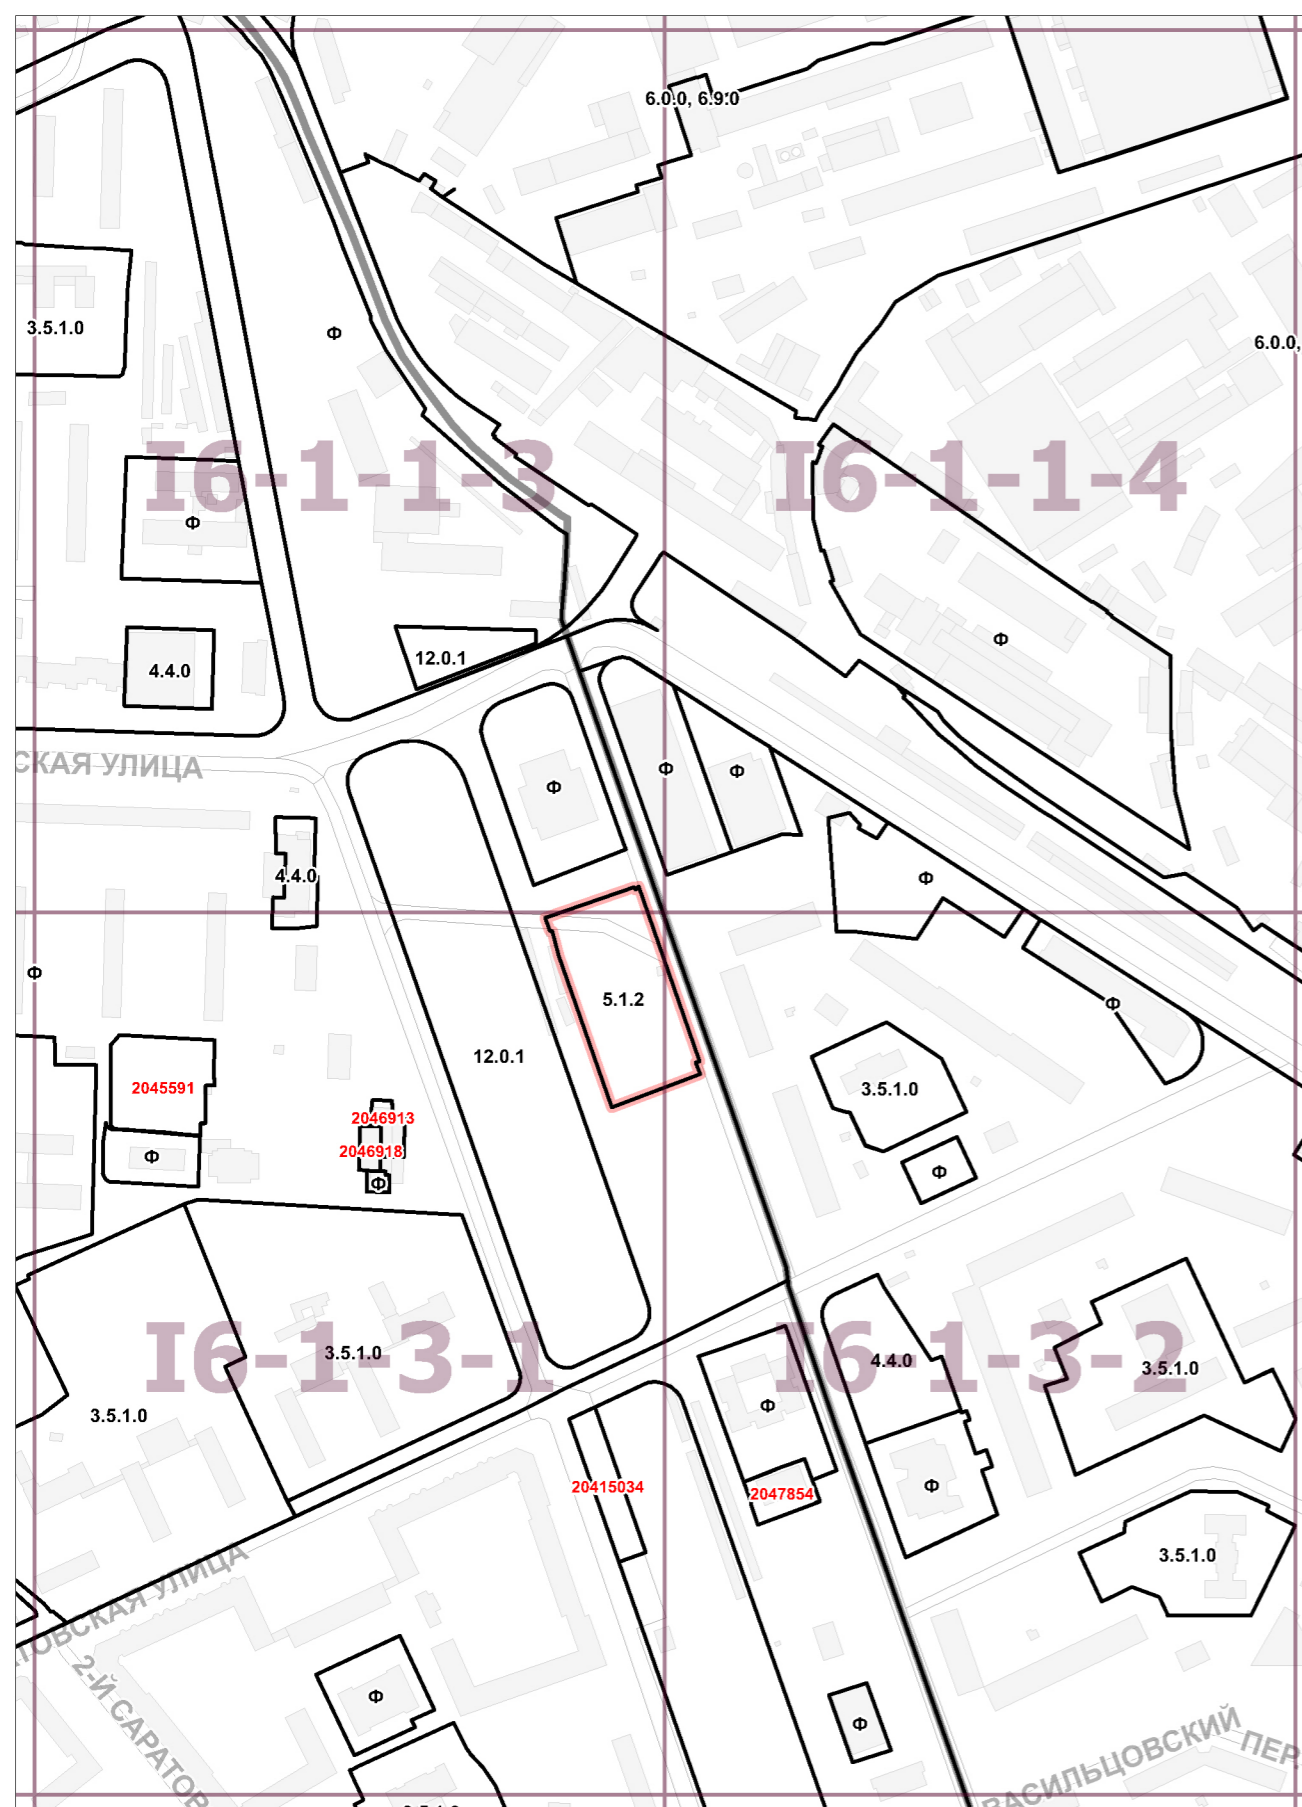 6.0.0, 6.9.0
3.5.1.0
Ф
6.0.0,
I6-1-1-3
I6-1-1-4
Ф
Ф
12.0.1
4.4.0
СКАЯ УЛИЦА
Ф
Ф
Ф
4.4.0
Ф
Ф
5.1.2
Ф
12.0.1
2045591
3.5.1.0
2046913
2046918
Ф
Ф
Ф
I6-1-3-1
I6-1-3-2
3.5.1.0
4.4.0
3.5.1.0
3.5.1.0
Ф
20415034
2047854
Ф
3.5.1.0
ТОВСКАЯ УЛИЦА
2-Й САРАТОВ
Ф
Ф
ВАСИЛЬЦОВСКИЙ
ПЕР.